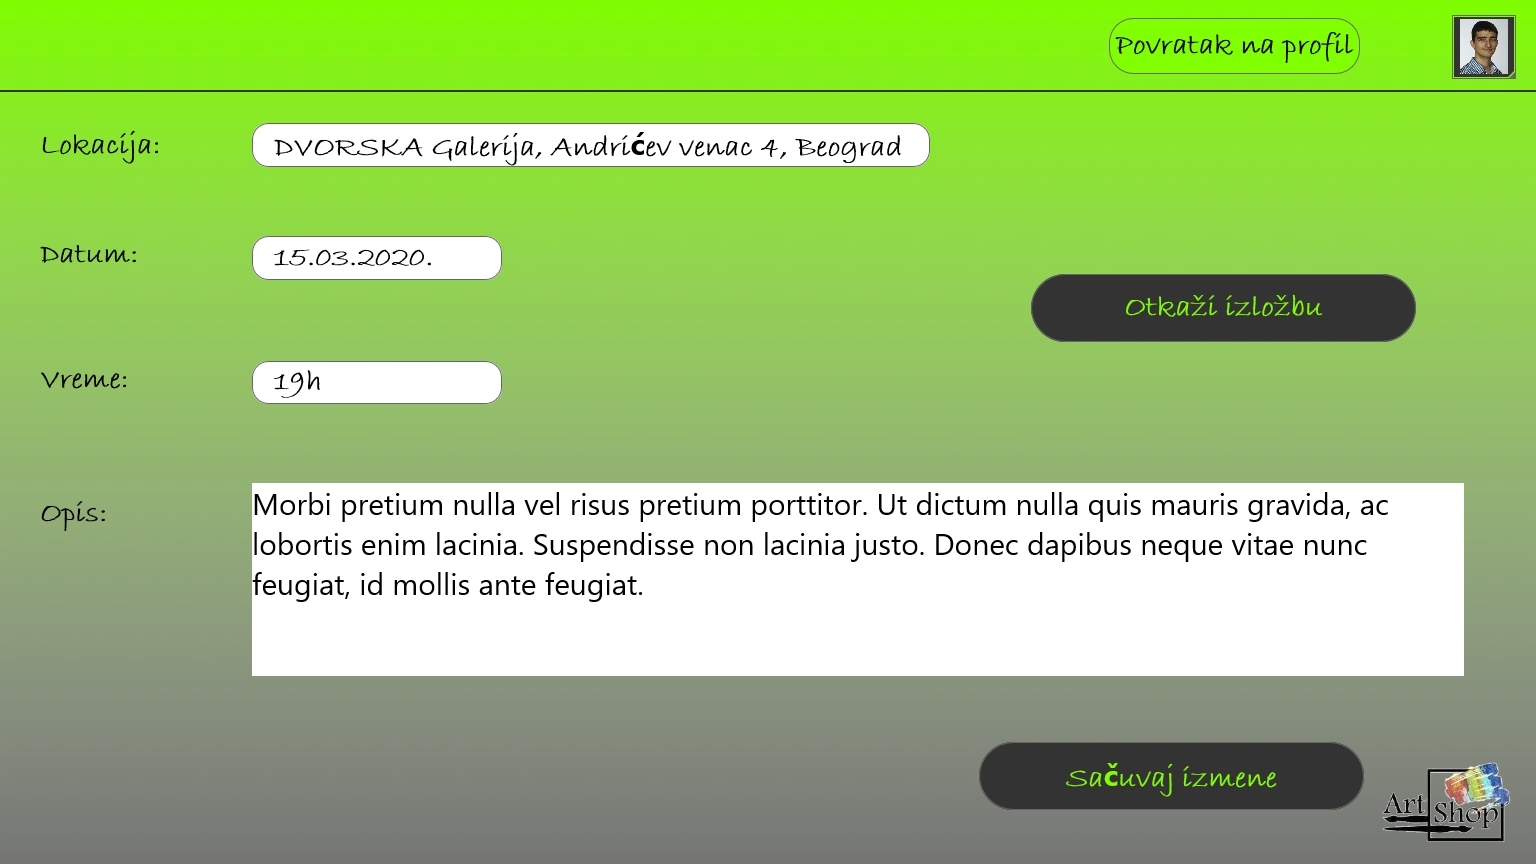 Povratak na profil
Lokacija:
DVORSKA Galerija, Andrićev venac 4, Beograd
Datum:
15.03.2020.
Otkaži izložbu
Vreme:
19h
Opis:
Morbi pretium nulla vel risus pretium porttitor. Ut dictum nulla quis mauris gravida, ac
lobortis enim lacinia. Suspendisse non lacinia justo. Donec dapibus neque vitae nunc
feugiat, id mollis ante feugiat.
Sačuvaj izmene
Art
Shop